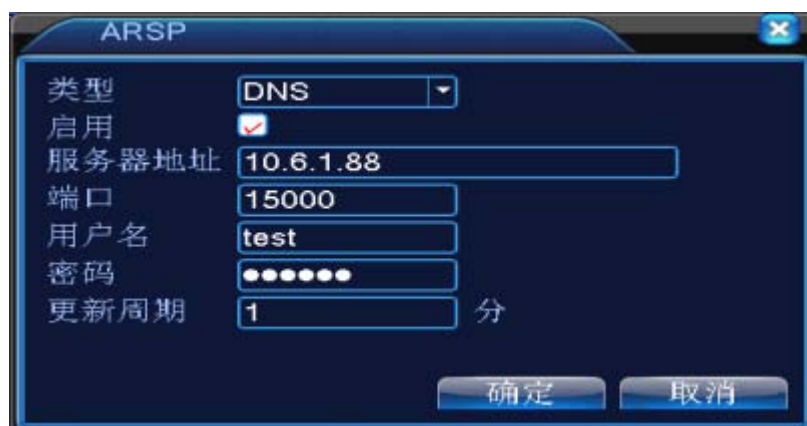 ARSP
类型 DNS
启用
服务器地址 10.6.1.88
端口 15000
用户名 test
密码 ●●●●●●
更新周期 1 分
确定 取消